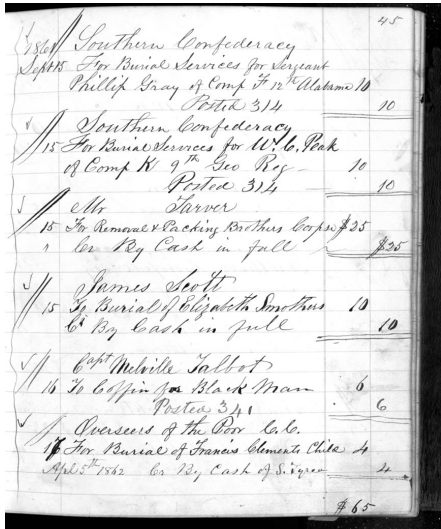 45
1861 Southern Confederacy
Sept 15 For Burial Services for Sergeant
Phillip Gray of Comp F 12th Alabama 10
Posted 314 10
Southern Confederacy
15 For Burial Services for W. C. Peak
of Comp K 9th Geo Reg 10
Posted 314 10
Mr Tarver
15 For Removal & Packing Brothers Corpse $25
" Cr By Cash in full $25
James Scott
15 To Burial of Elizabeth Smothers 10
Cr By Cash in full 10
Capt Melville Talbot
16 To Coffin for Black Man 6
Posted 341 6
Overseers of the Poor C. C.
16 For Burial of Francis Clements Child 4
Apl 5th 1862 Cr By Cash of S. Tyree 4
$65